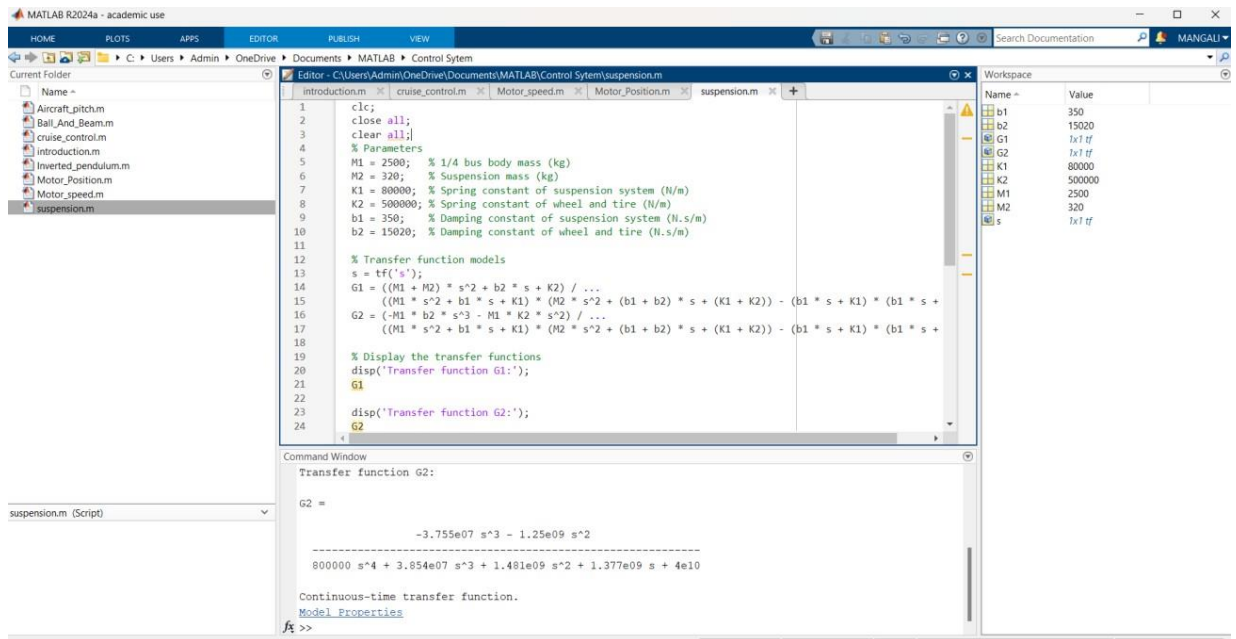 MATLAB R2024a - academic use
HOME PLOTS APPS EDITOR PUBLISH VIEW Search Documentation MANGALI
C: Users Admin OneDrive Documents MATLAB Control Sytem
Current Folder
Name
Aircraft_pitch.m
Ball_And_Beam.m
cruise_control.m
introduction.m
Inverted_pendulum.m
Motor_Position.m
Motor_speed.m
suspension.m
suspension.m (Script)
Editor - C:\Users\Admin\OneDrive\Documents\MATLAB\Control Sytem\suspension.m
introduction.m cruise_control.m Motor_speed.m Motor_Position.m suspension.m
1 clc;
2 close all;
3 clear all;
4 % Parameters
5 M1 = 2500; % 1/4 bus body mass (kg)
6 M2 = 320; % Suspension mass (kg)
7 K1 = 80000; % Spring constant of suspension system (N/m)
8 K2 = 500000; % Spring constant of wheel and tire (N/m)
9 b1 = 350; % Damping constant of suspension system (N.s/m)
10 b2 = 15020; % Damping constant of wheel and tire (N.s/m)
11
12 % Transfer function models
13 s = tf('s');
14 G1 = ((M1 + M2) * s^2 + b2 * s + K2) / ...
15 ((M1 * s^2 + b1 * s + K1) * (M2 * s^2 + (b1 + b2) * s + (K1 + K2)) - (b1 * s + K1) * (b1 * s +
16 G2 = (-M1 * b2 * s^3 - M1 * K2 * s^2) / ...
17 ((M1 * s^2 + b1 * s + K1) * (M2 * s^2 + (b1 + b2) * s + (K1 + K2)) - (b1 * s + K1) * (b1 * s +
18
19 % Display the transfer functions
20 disp('Transfer function G1:');
21 G1
22
23 disp('Transfer function G2:');
24 G2
Command Window
Transfer function G2:
G2 =
-3.755e07 s^3 - 1.25e09 s^2
-----------------------------------------------------------
800000 s^4 + 3.854e07 s^3 + 1.481e09 s^2 + 1.377e09 s + 4e10
Continuous-time transfer function.
Model Properties
fx >>
Workspace
Name Value
b1 350
b2 15020
G1 1x1 tf
G2 1x1 tf
K1 80000
K2 500000
M1 2500
M2 320
s 1x1 tf